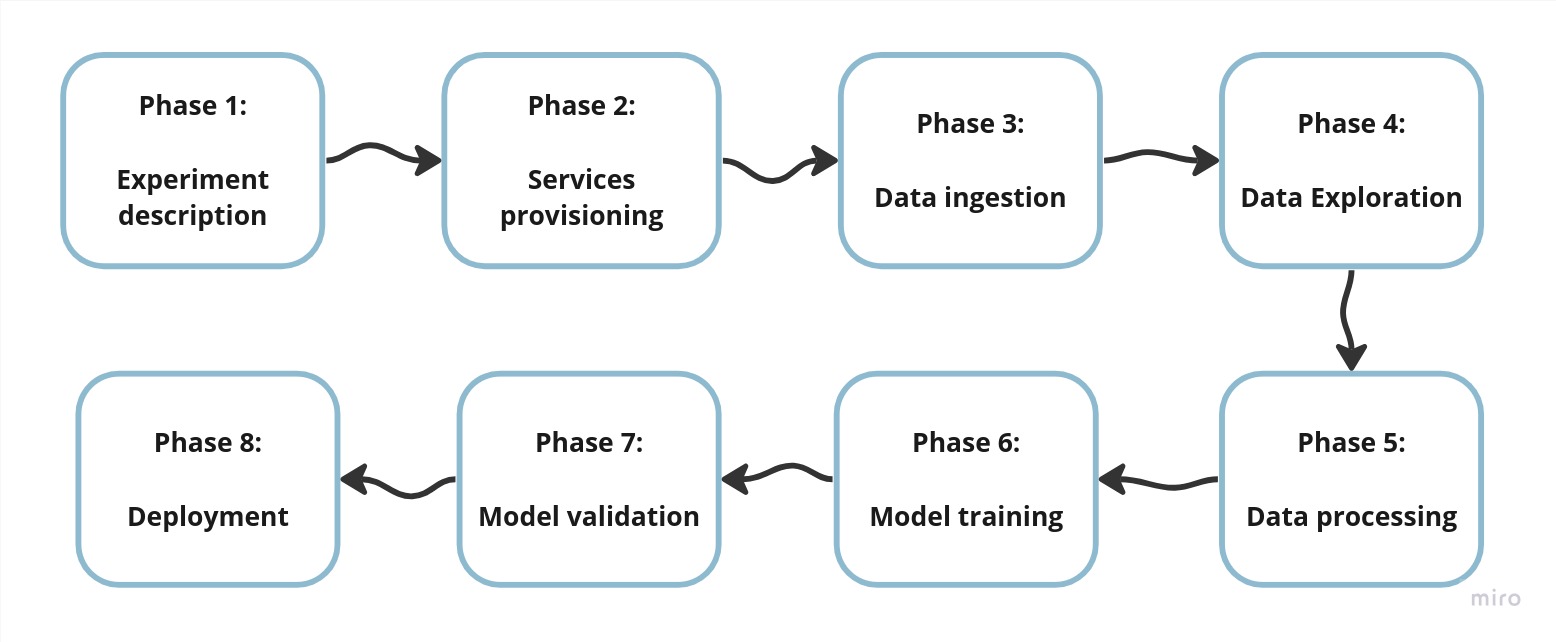 Phase 1:
Experiment
description
Phase 2:
Services
provisioning
Phase 3:
Data ingestion
Phase 4:
Data Exploration
Phase 5:
Data processing
Phase 6:
Model training
Phase 7:
Model validation
Phase 8:
Deployment
miro